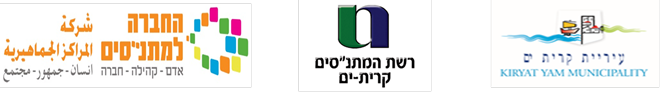 החברה
למתנ"סים
אדם - קהילה - חברה
شركة
المراكز الجماهيرية
انسان - جمهور - مجتمع
רשת המתנ"סים
קרית-ים
עיריית קרית ים
KIRYAT YAM MUNICIPALITY